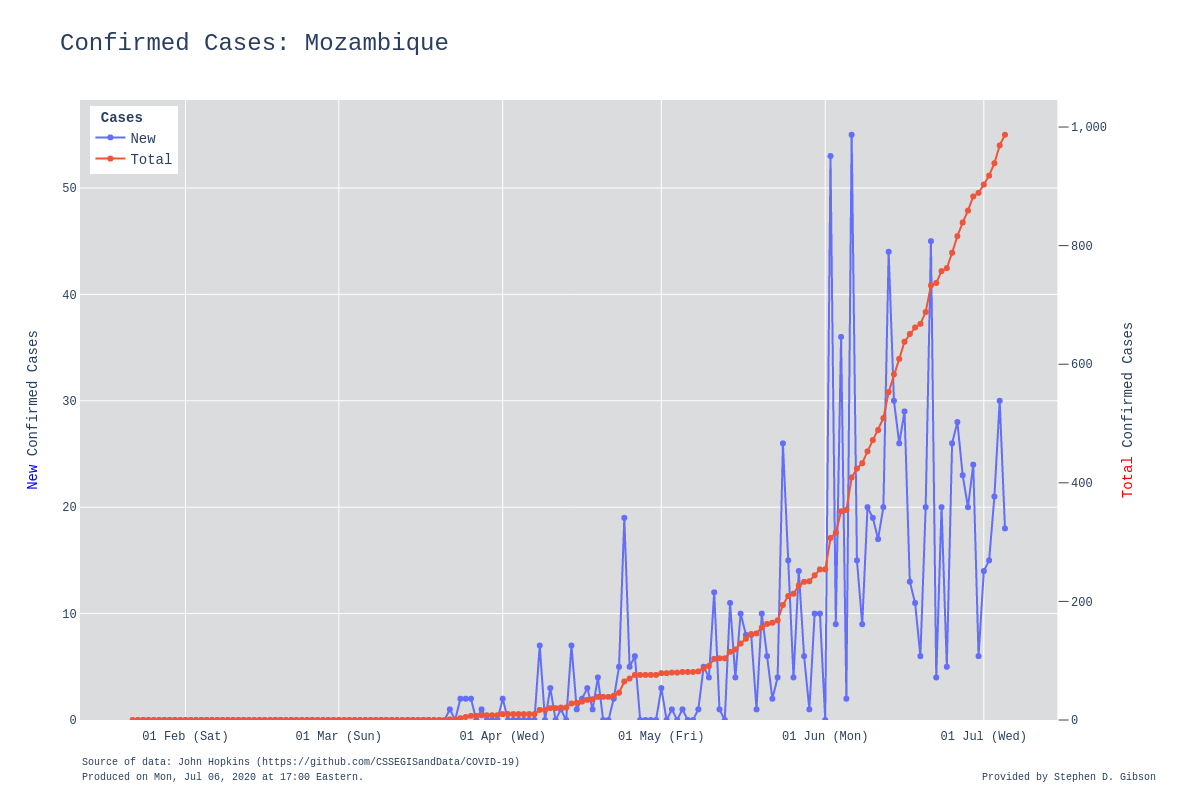 Confirmed Cases: Mozambique
Cases
New
Total
50
40
30
20
10
0
1,000
800
600
400
200
0
New Confirmed Cases
Total Confirmed Cases
01 Feb (Sat)
01 Mar (Sun)
01 Apr (Wed)
01 May (Fri)
01 Jun (Mon)
01 Jul (Wed)
Source of data: John Hopkins (https://github.com/CSSEGISandData/COVID-19)
Produced on Mon, Jul 06, 2020 at 17:00 Eastern.
Provided by Stephen D. Gibson